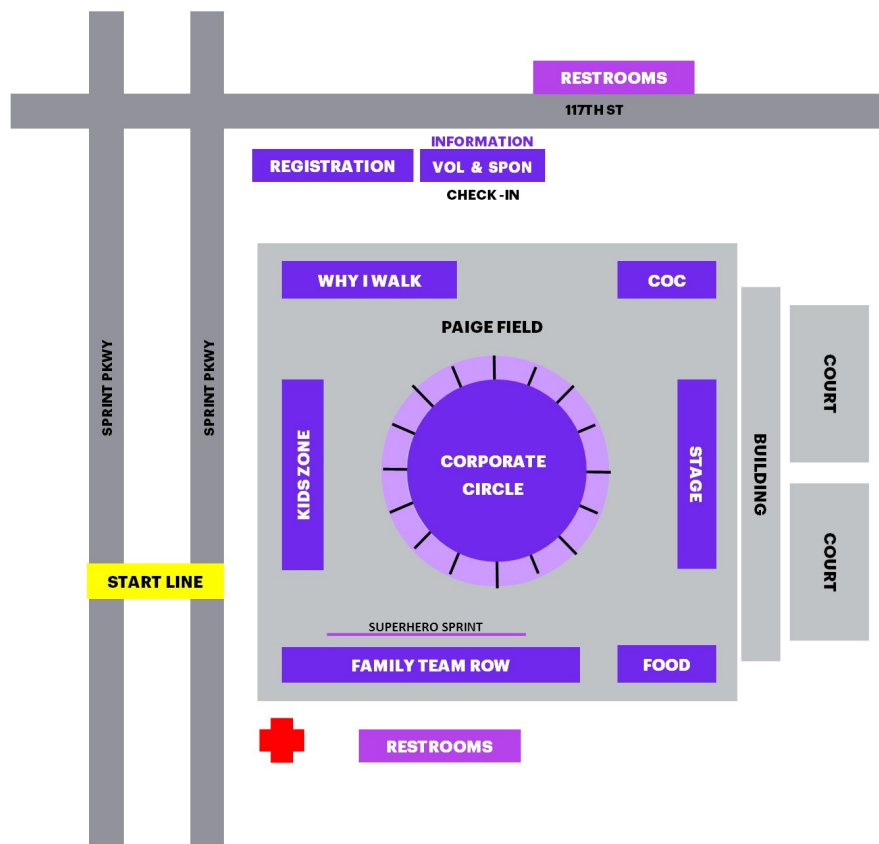 RESTROOMS
117TH ST
INFORMATION
REGISTRATION
VOL & SPON
CHECK-IN
WHY I WALK
COC
PAIGE FIELD
SPRINT PKWY
SPRINT PKWY
KIDS ZONE
CORPORATE
CIRCLE
STAGE
BUILDING
COURT
COURT
START LINE
SUPERHERO SPRINT
FAMILY TEAM ROW
FOOD
RESTROOMS